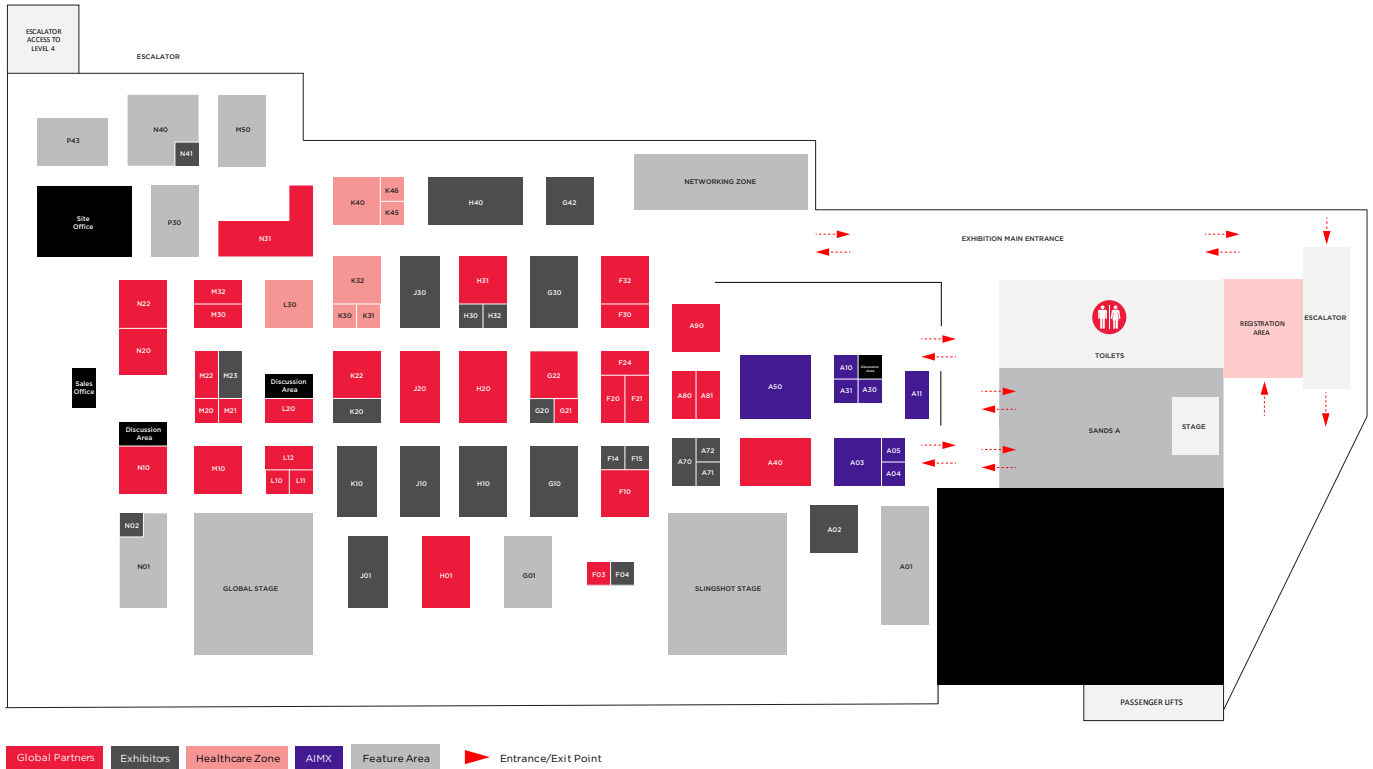 ESCALATOR
ACCESS TO
LEVEL 4
ESCALATOR
P43
N40
N41
M50
Site
Office
P30
N31
K40
K46
K45
H40
G42
NETWORKING ZONE
EXHIBITION MAIN ENTRANCE
N22
N20
M32
M30
L30
K32
K30
K31
J30
H31
H30
H32
G30
F32
F30
A90
TOILETS
REGISTRATION
AREA
ESCALATOR
Sales
Office
M22
M23
M20
M21
Discussion
Area
L20
K22
K20
J20
H20
G22
G20
G21
F24
F20
F21
A80
A81
A50
A10
Discussion
Area
A31
A30
A11
SANDS A
STAGE
Discussion
Area
N10
M10
L12
L10
L11
K10
J10
H10
G10
F14
F15
F10
A70
A72
A71
A40
A03
A05
A04
N02
N01
GLOBAL STAGE
J01
H01
G01
F03
F04
SLINGSHOT STAGE
A02
A01
PASSENGER LIFTS
Global Partners
Exhibitors
Healthcare Zone
AIMX
Feature Area
Entrance/Exit Point